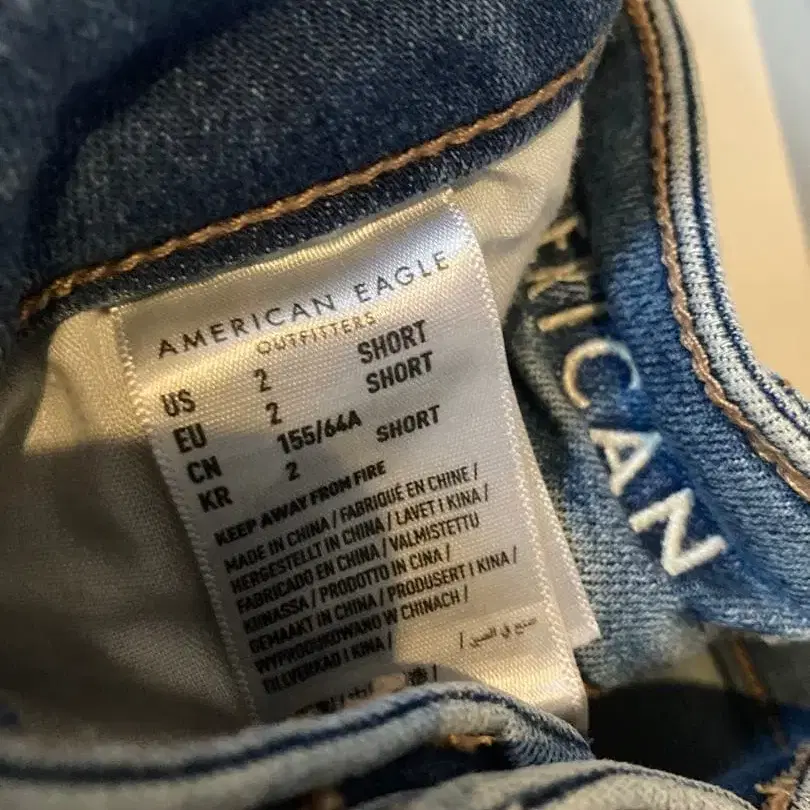 AMERICAN EAGLE
OUTFITTERS
US 2 SHORT
EU 2 SHORT
CN 155/64A
KR 2 SHORT
KEEP AWAY FROM FIRE
MADE IN CHINA / FABRIQUÉ EN CHINE /
HERGESTELLT IN CHINA / LAVET I KINA /
FABRICADO EN CHINA / VALMISTETTU
KIINASSA / PRODOTTO IN CINA /
GEMAAKT IN CHINA / PRODUSERT I KINA /
WYPRODUKOWANO W CHINACH /
TILLVERKAD I KINA / / صنع في الصين
RICAN